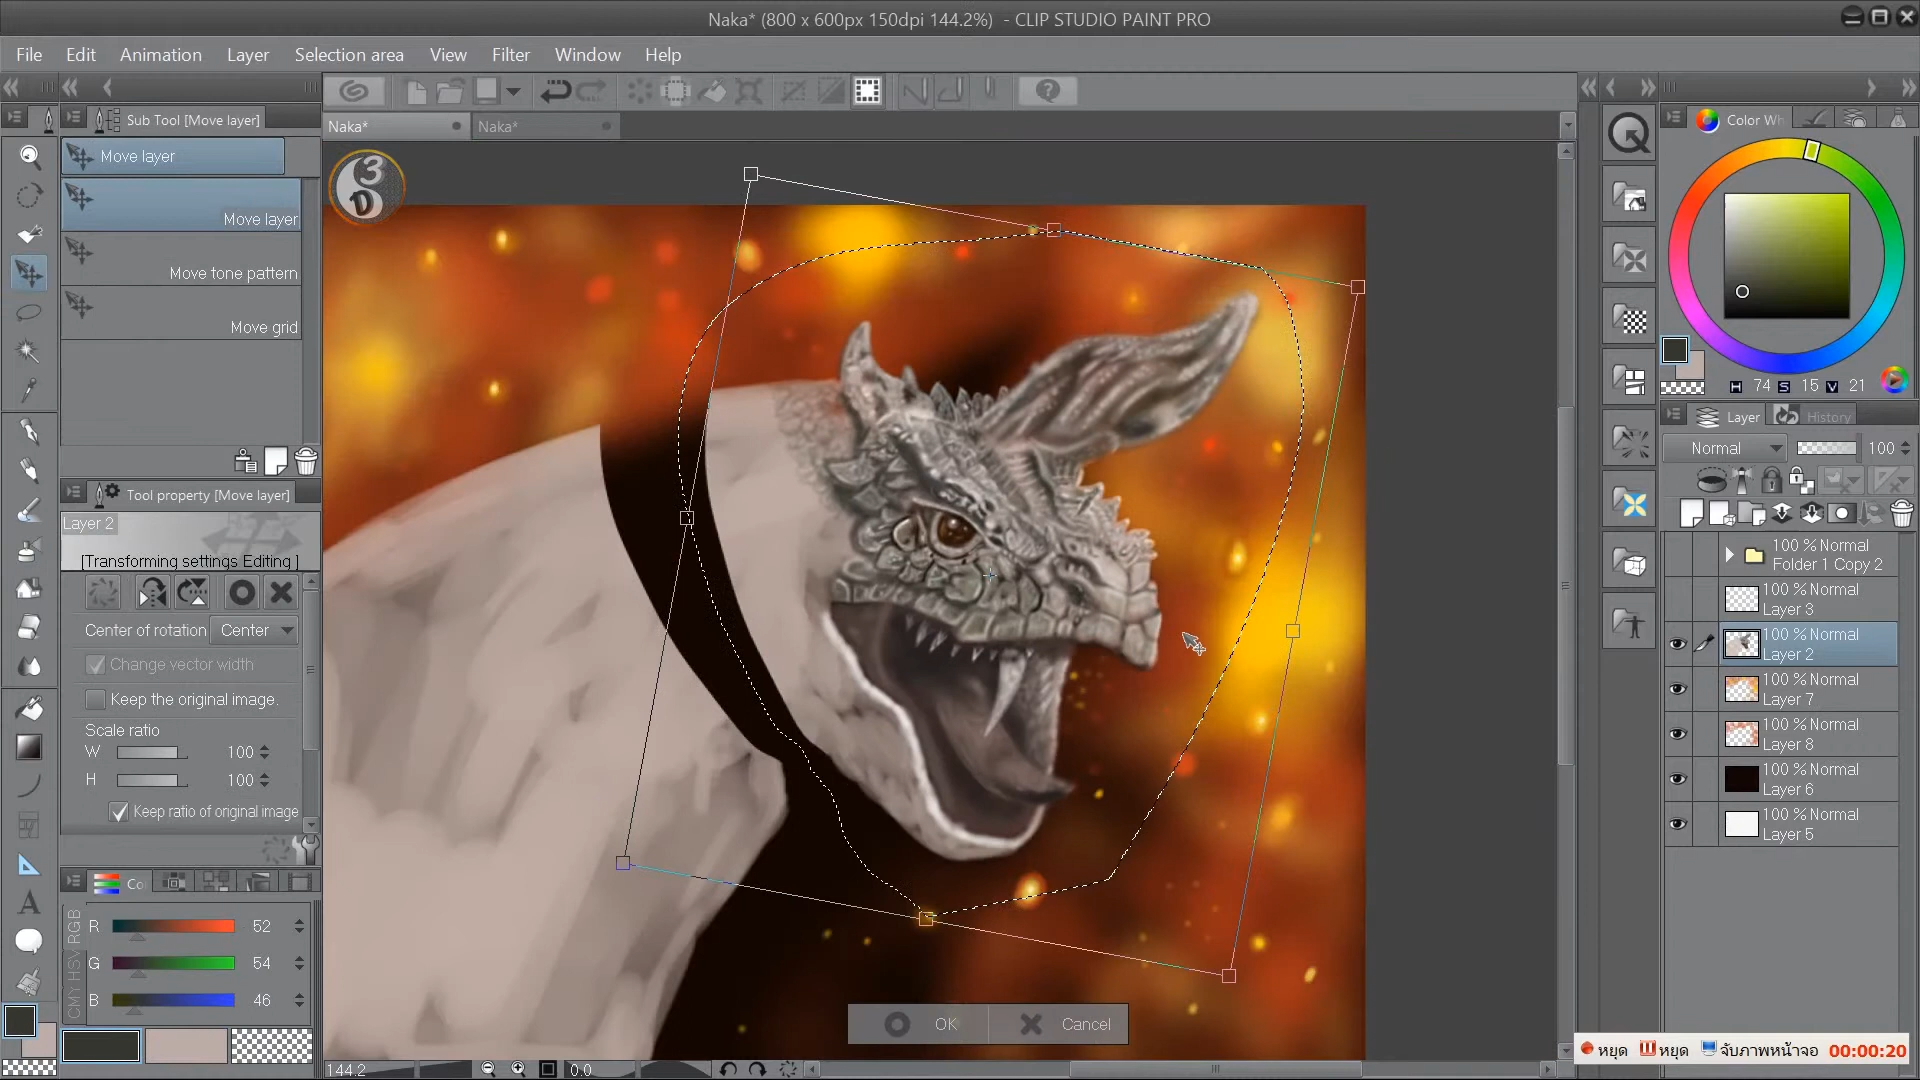 Naka* (800 x 600px 150dpi 144.2%) - CLIP STUDIO PAINT PRO
File Edit Animation Layer Selection area View Filter Window Help
Sub Tool [Move layer]
Move layer
Move layer
Move tone pattern
Move grid
Tool property [Move layer]
Layer 2
[Transforming settings Editing ]
Center of rotation Center
Change vector width
Keep the original image.
Scale ratio
W 100
H 100
Keep ratio of original image
Co
RGB
HSV
CMY
R 52
G 54
B 46
A
Naka*
Naka*
3
D
OK Cancel
144.2 0.0
Color Wh
H 74 S 15 V 21
Layer History
Normal 100
100 % Normal
Folder 1 Copy 2
100 % Normal
Layer 3
100 % Normal
Layer 2
100 % Normal
Layer 7
100 % Normal
Layer 8
100 % Normal
Layer 6
100 % Normal
Layer 5
หยุด หยุด จับภาพหน้าจอ 00:00:20